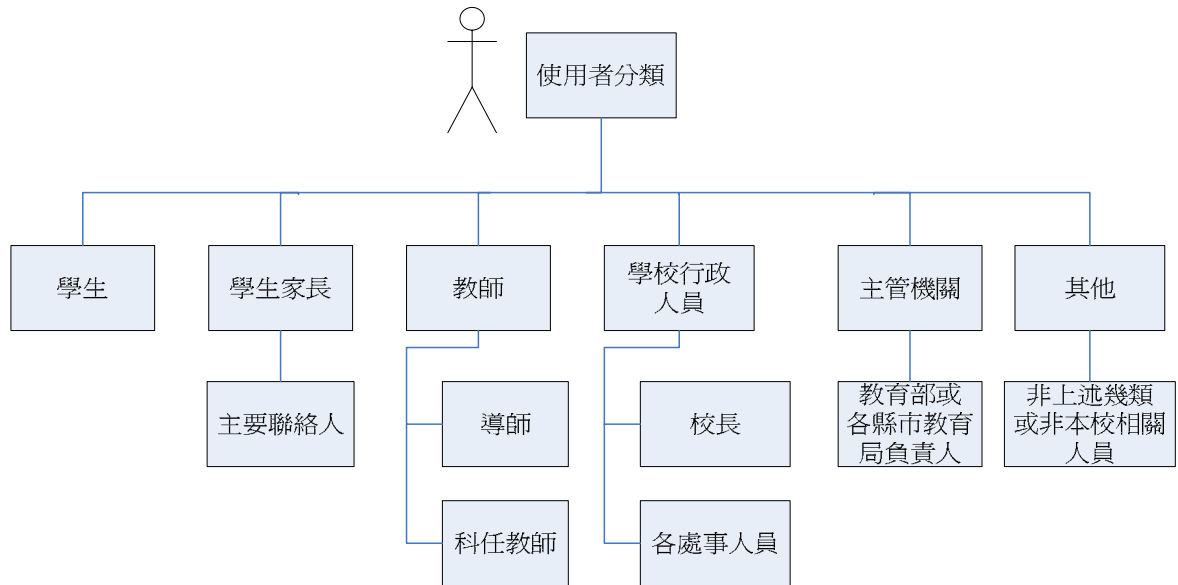 使用者分類
學生
學生家長
教師
學校行政
人員
主管機關
其他
主要聯絡人
導師
校長
教育部或
各縣市教育
局負責人
非上述幾類
或非本校相關
人員
科任教師
各處事人員